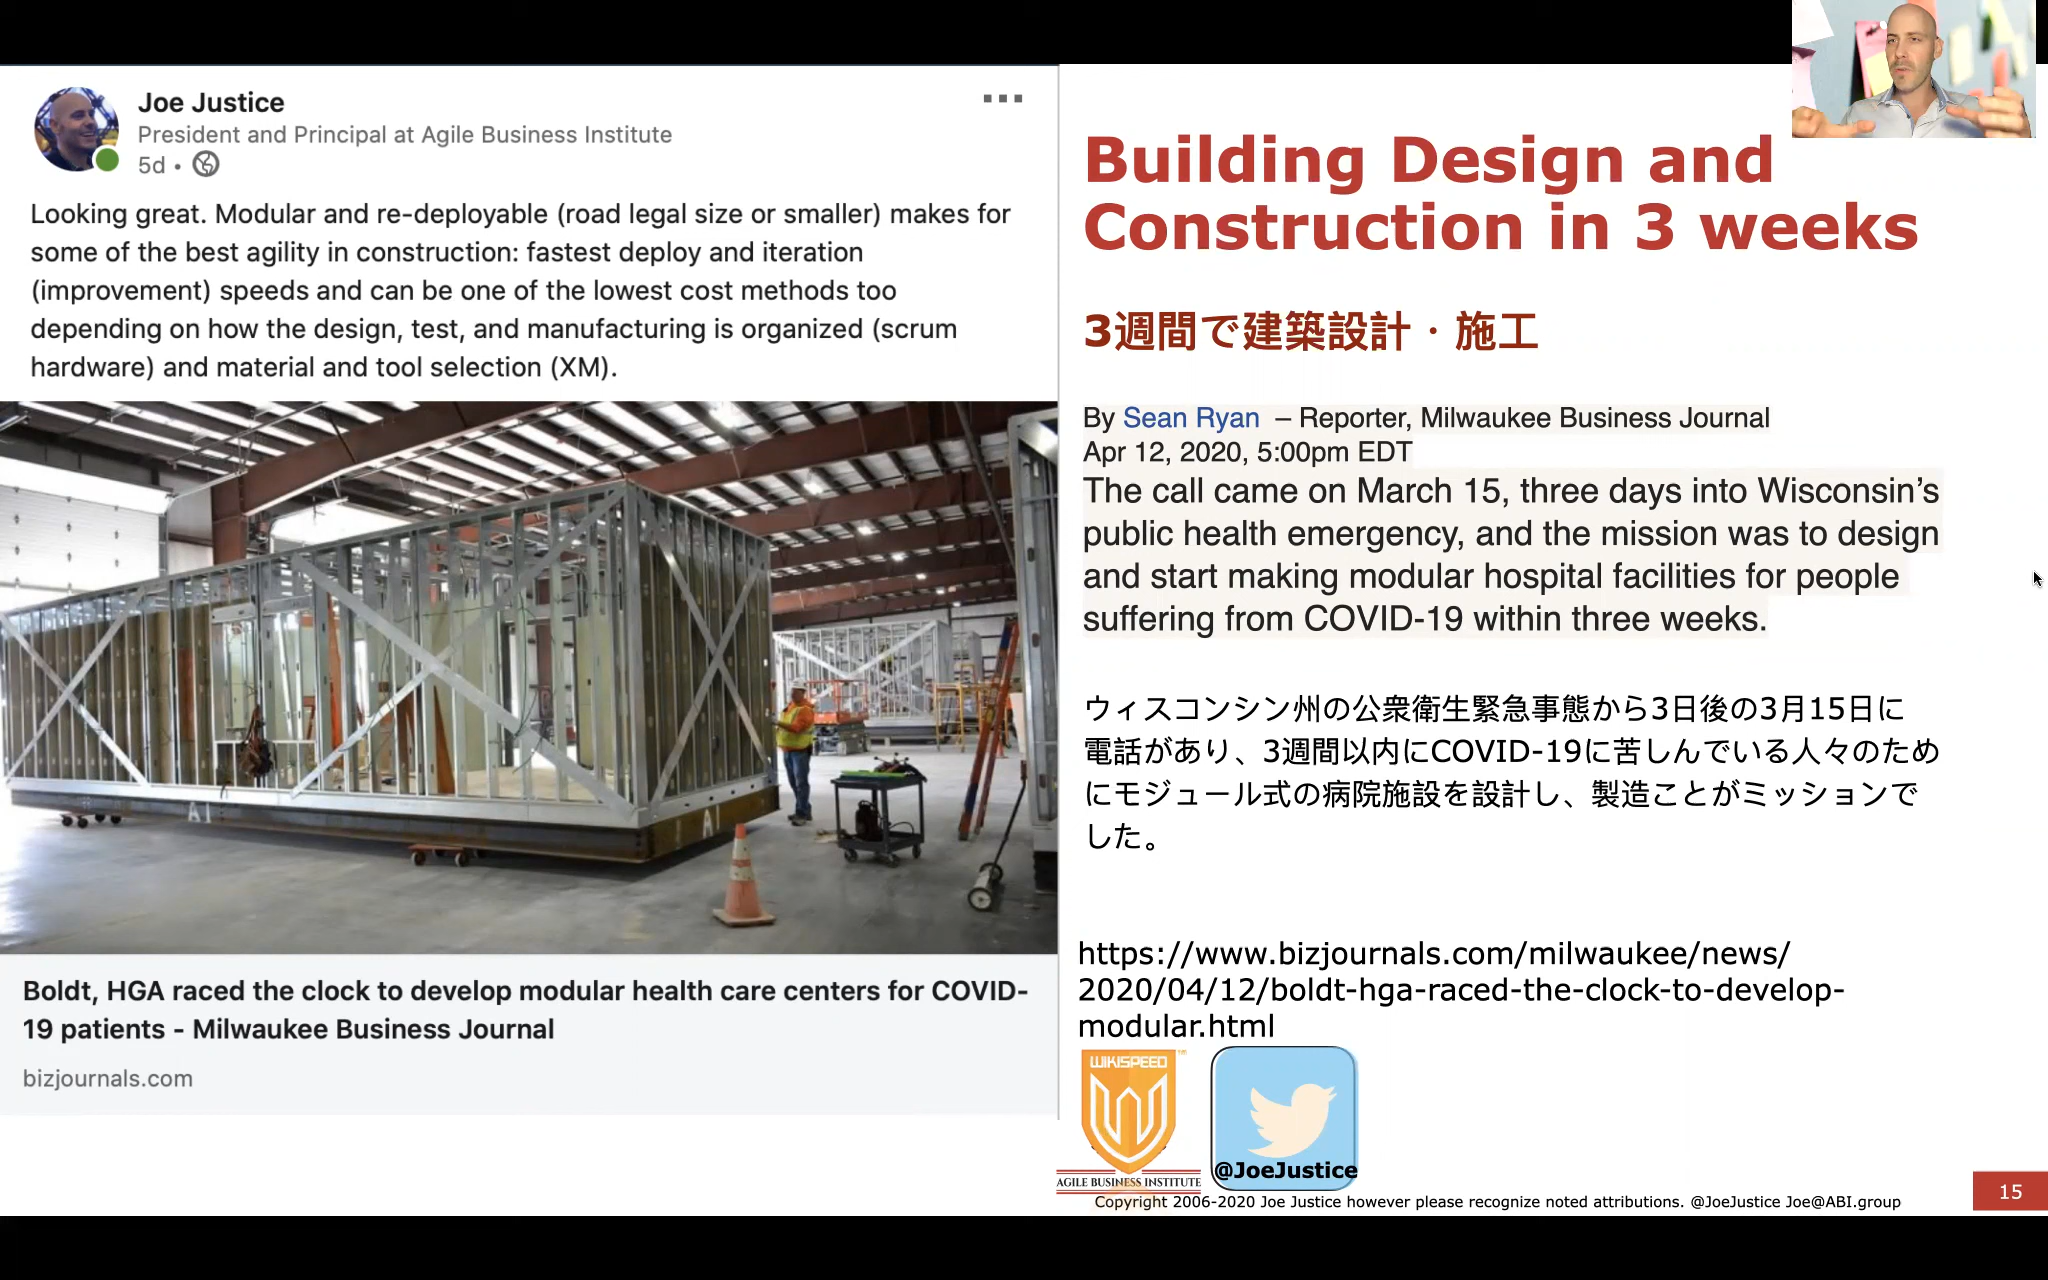 Joe Justice
President and Principal at Agile Business Institute
5d •
Looking great. Modular and re-deployable (road legal size or smaller) makes for
some of the best agility in construction: fastest deploy and iteration
(improvement) speeds and can be one of the lowest cost methods too
depending on how the design, test, and manufacturing is organized (scrum
hardware) and material and tool selection (XM).
A1
A1
Boldt, HGA raced the clock to develop modular health care centers for COVID-
19 patients - Milwaukee Business Journal
bizjournals.com
Building Design and
Construction in 3 weeks
3週間で建築設計・施工
By Sean Ryan – Reporter, Milwaukee Business Journal
Apr 12, 2020, 5:00pm EDT
The call came on March 15, three days into Wisconsin’s
public health emergency, and the mission was to design
and start making modular hospital facilities for people
suffering from COVID-19 within three weeks.
ウィスコンシン州の公衆衛生緊急事態から3日後の3月15日に
電話があり、3週間以内にCOVID-19に苦しんでいる人々のため
にモジュール式の病院施設を設計し、製造ことがミッションで
した。
https://www.bizjournals.com/milwaukee/news/
2020/04/12/boldt-hga-raced-the-clock-to-develop-
modular.html
WIKISPEED
AGILE BUSINESS INSTITUTE
@JoeJustice
Copyright 2006-2020 Joe Justice however please recognize noted attributions. @JoeJustice Joe@ABI.group
15